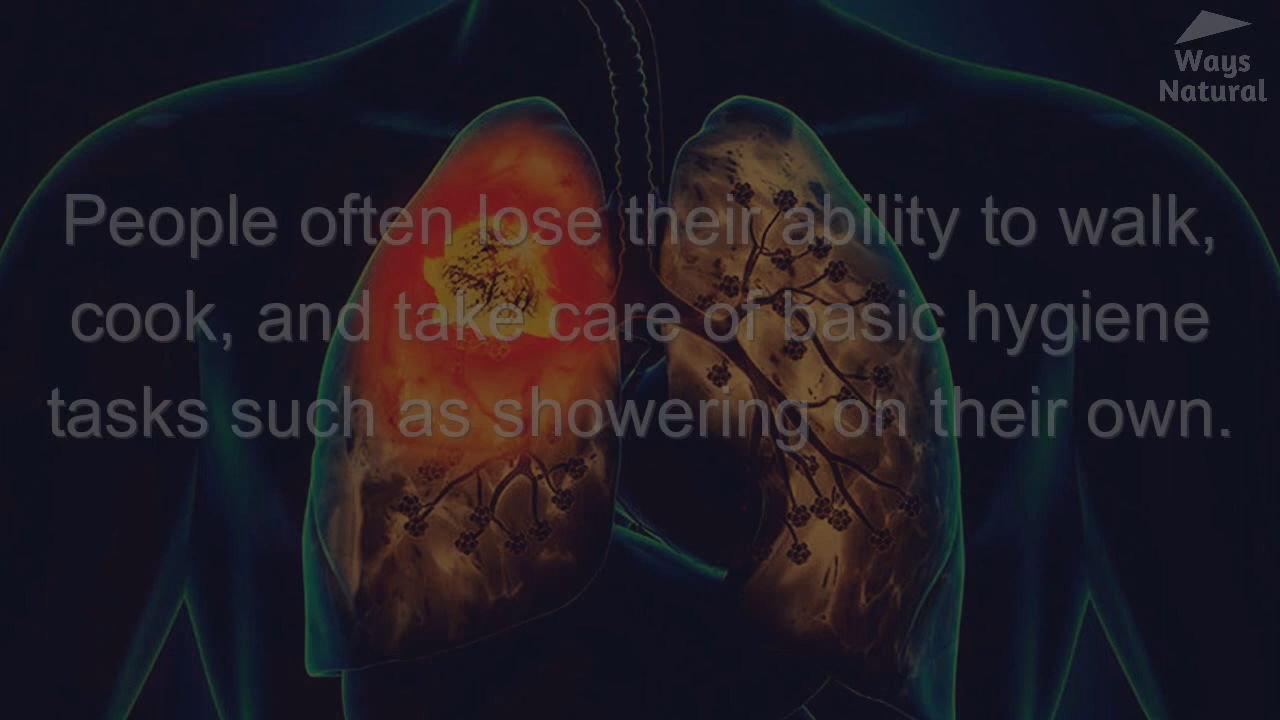 Ways
Natural
People often lose their ability to walk,
cook, and take care of basic hygiene
tasks such as showering on their own.